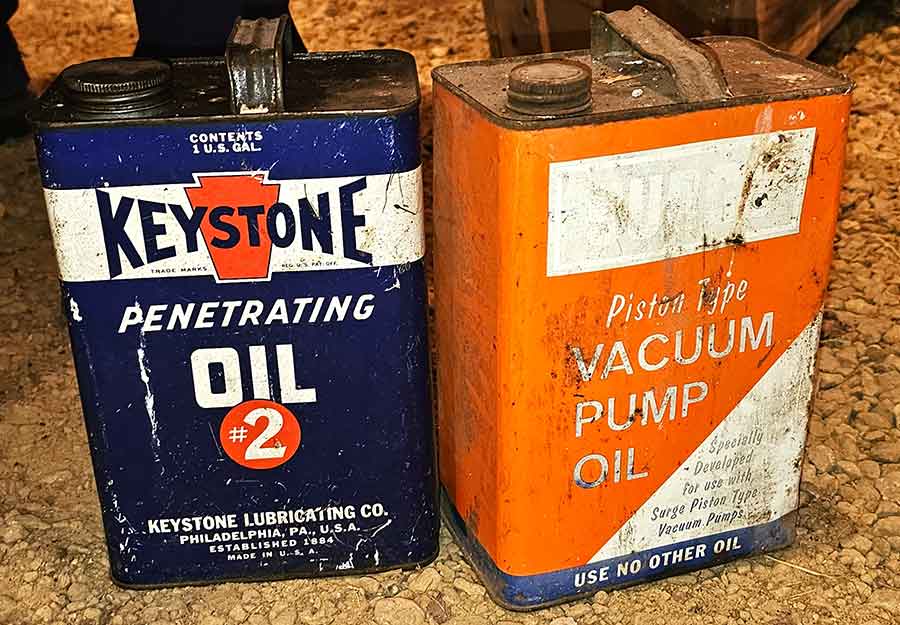 CONTENTS
1 U.S. GAL.
KEYSTONE
TRADE MARKS REG. U.S. PAT. OFF.
PENETRATING
OIL
#2
KEYSTONE LUBRICATING CO.
PHILADELPHIA, PA., U.S.A.
ESTABLISHED 1884
MADE IN U.S.A.
Piston Type
VACUUM
PUMP
OIL
Specially
Developed
for use with
Surge Piston Type
Vacuum Pumps
USE NO OTHER OIL